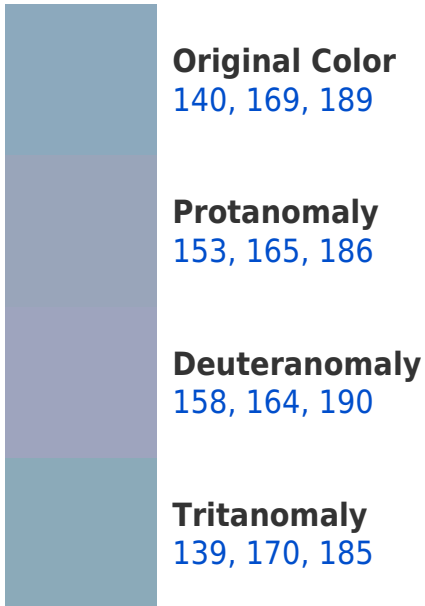 Original Color
140, 169, 189
Protanomaly
153, 165, 186
Deuteranomaly
158, 164, 190
Tritanomaly
139, 170, 185